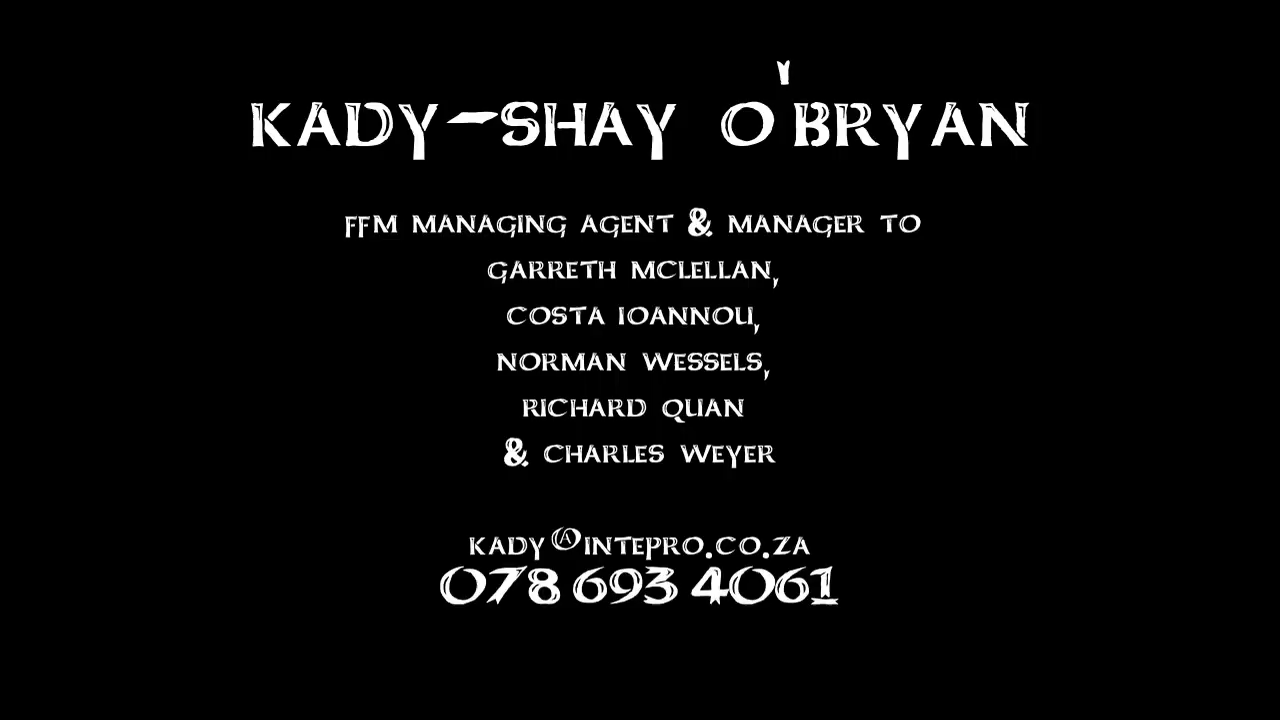 KADY-SHAY O'BRYAN
FFM MANAGING AGENT & MANAGER TO
GARRETH MCLELLAN,
COSTA IOANNOU,
NORMAN WESSELS,
RICHARD QUAN
& CHARLES WEYER
KADY@INTEPRO.CO.ZA
078 693 4061